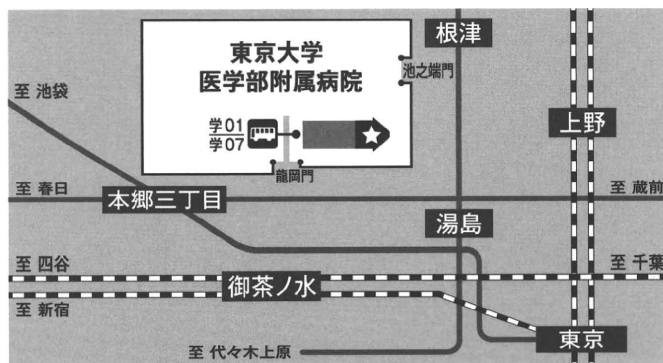 根津
東京大学
医学部附属病院
池之端門
至 池袋
上野
学01
学07
龍岡門
至 春日
本郷三丁目
至 蔵前
湯島
至 四谷
至 千葉
御茶ノ水
至 新宿
東京
至 代々木上原